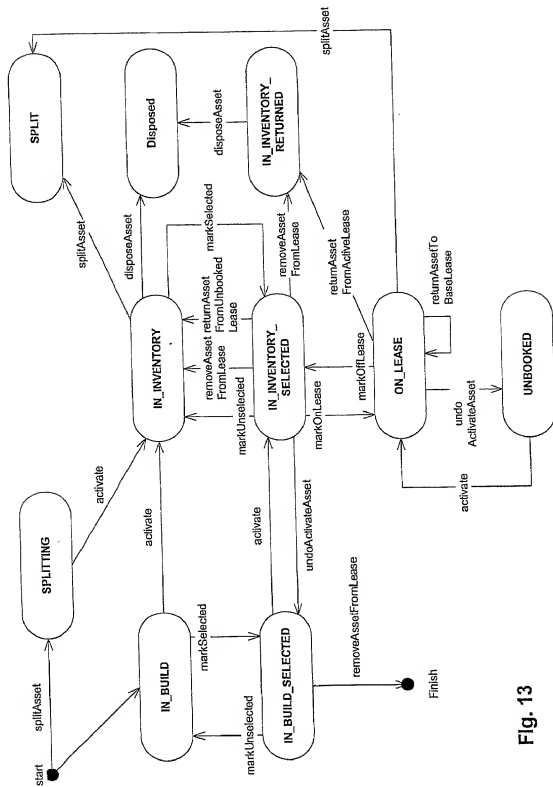 start
splitAsset
SPLITTING
activate
IN_BUILD
activate
markSelected
markUnselected
IN_BUILD_SELECTED
removeAssetFromLease
Finish
activate
undoActivateAsset
SPLIT
splitAsset
Disposed
disposeAsset
IN_INVENTORY
markSelected
disposeAsset
markUnselected
removeAsset
FromLease
returnAsset
FromUnbooked
Lease
IN_INVENTORY_
SELECTED
removeAsset
FromLease
IN_INVENTORY_
RETURNED
returnAsset
FromActiveLease
splitAsset
markOnLease
markOffLease
ON_LEASE
returnAssetTo
BaseLease
undo
ActivateAsset
activate
UNBOOKED
Fig. 13